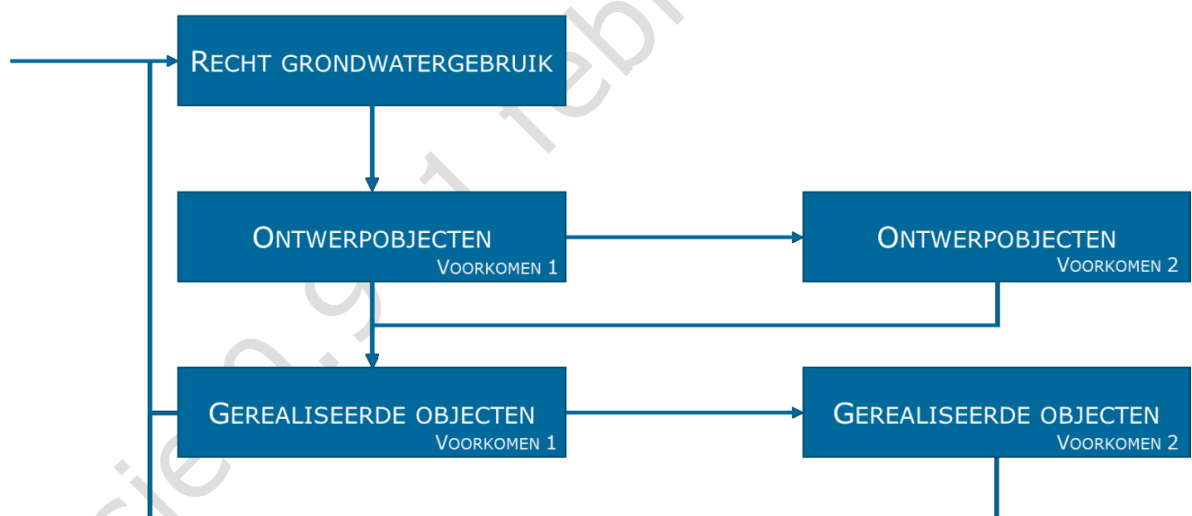 RECHT GRONDWATERGEBRUIK
ONTWERPOBJECTEN
VOORKOMEN 1
ONTWERPOBJECTEN
VOORKOMEN 2
GEREALISEERDE OBJECTEN
VOORKOMEN 1
GEREALISEERDE OBJECTEN
VOORKOMEN 2